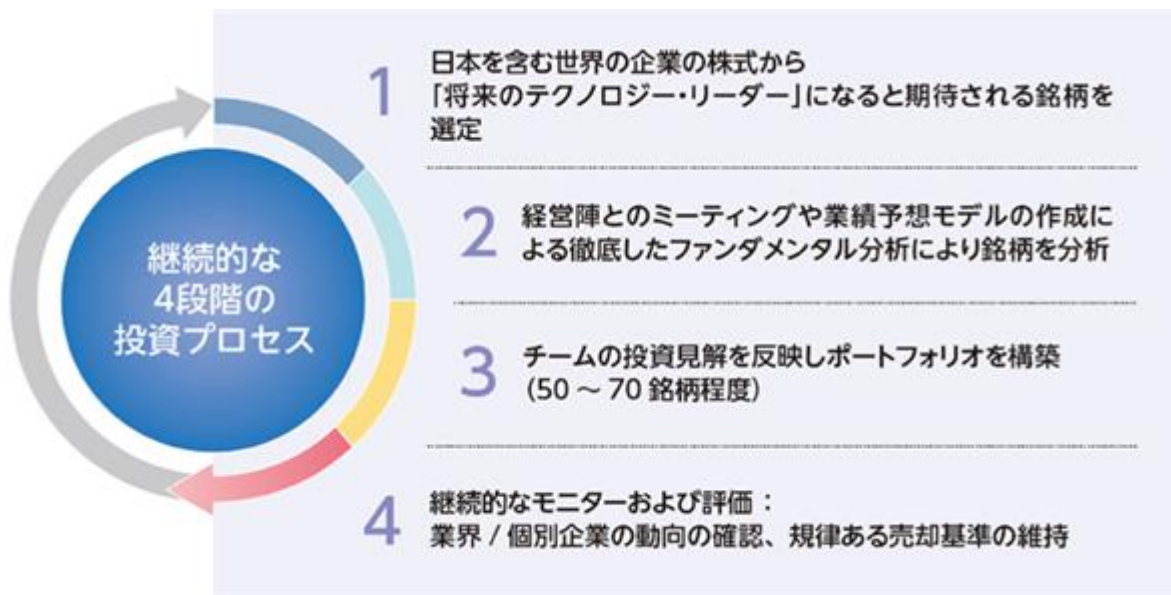 継続的な
4段階の
投資プロセス
1
日本を含む世界の企業の株式から
「将来のテクノロジー・リーダー」になると期待される銘柄を
選定
2
経営陣とのミーティングや業績予想モデルの作成に
よる徹底したファンダメンタル分析により銘柄を分析
3
チームの投資見解を反映しポートフォリオを構築
(50 ～ 70 銘柄程度)
4
継続的なモニターおよび評価：
業界 / 個別企業の動向の確認、規律ある売却基準の維持